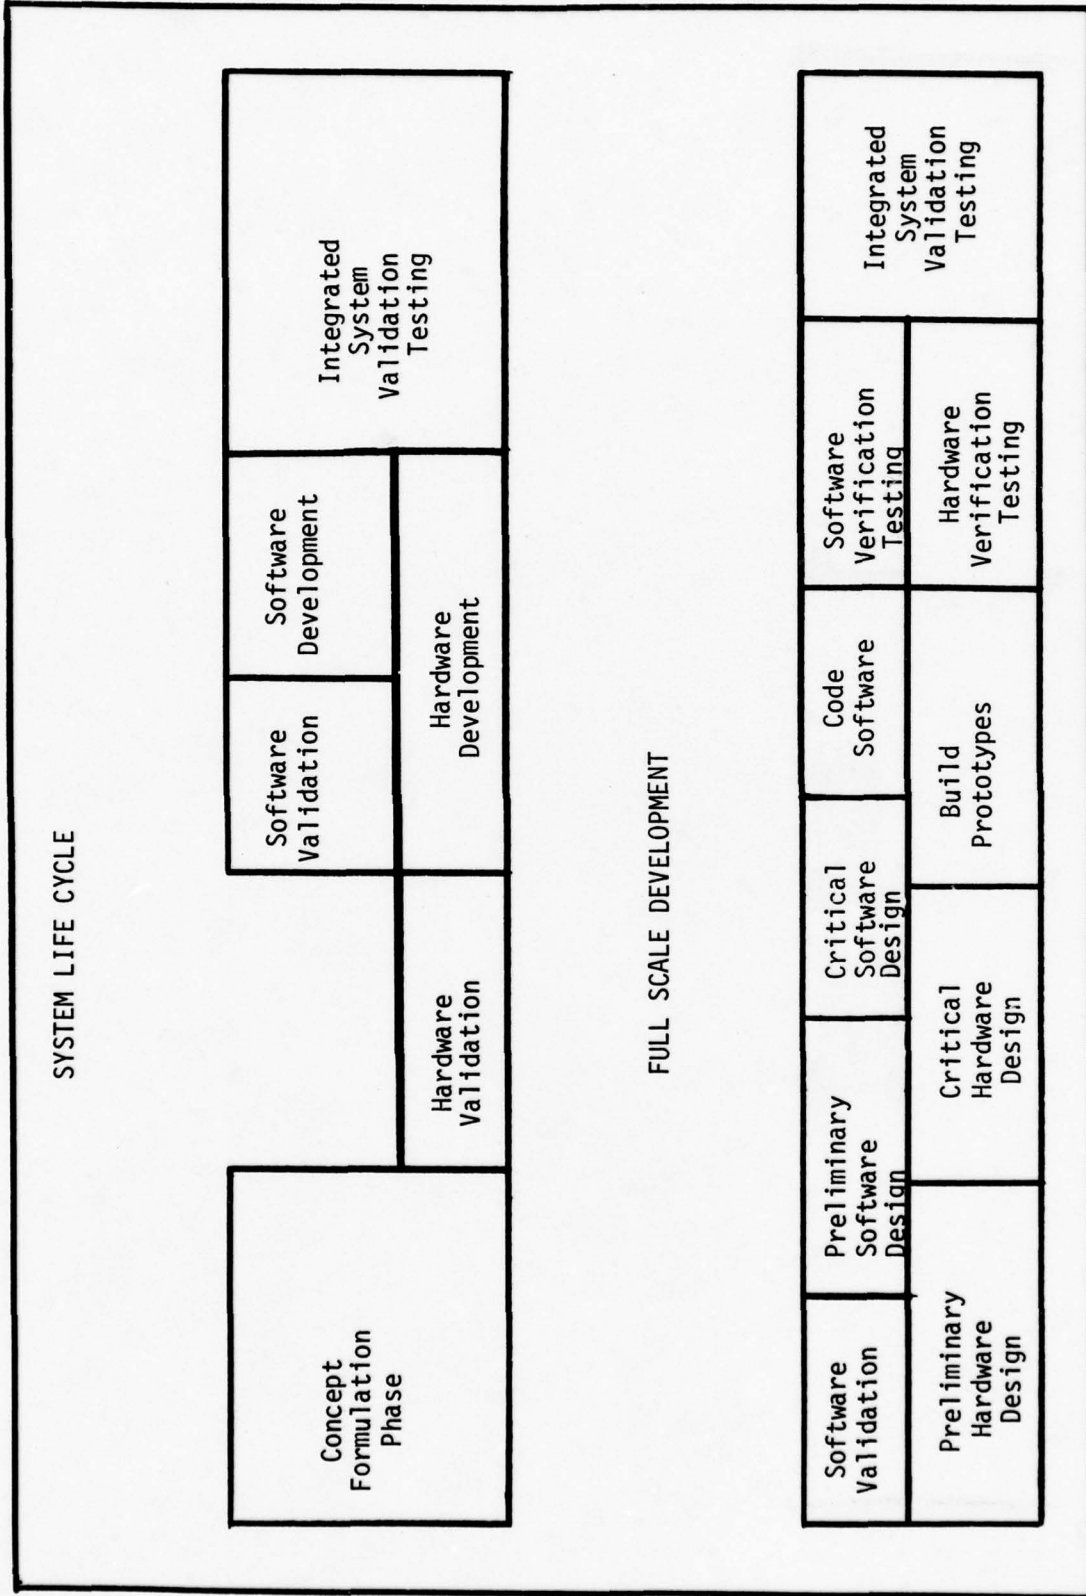 SYSTEM LIFE CYCLE
Concept
Formulation
Phase
Hardware
Validation
Software
Validation
Software
Development
Hardware
Development
Integrated
System
Validation
Testing
FULL SCALE DEVELOPMENT
Software
Validation
Preliminary
Software
Design
Critical
Software
Design
Code
Software
Software
Verification
Testing
Preliminary
Hardware
Design
Critical
Hardware
Design
Build
Prototypes
Hardware
Verification
Testing
Integrated
System
Validation
Testing